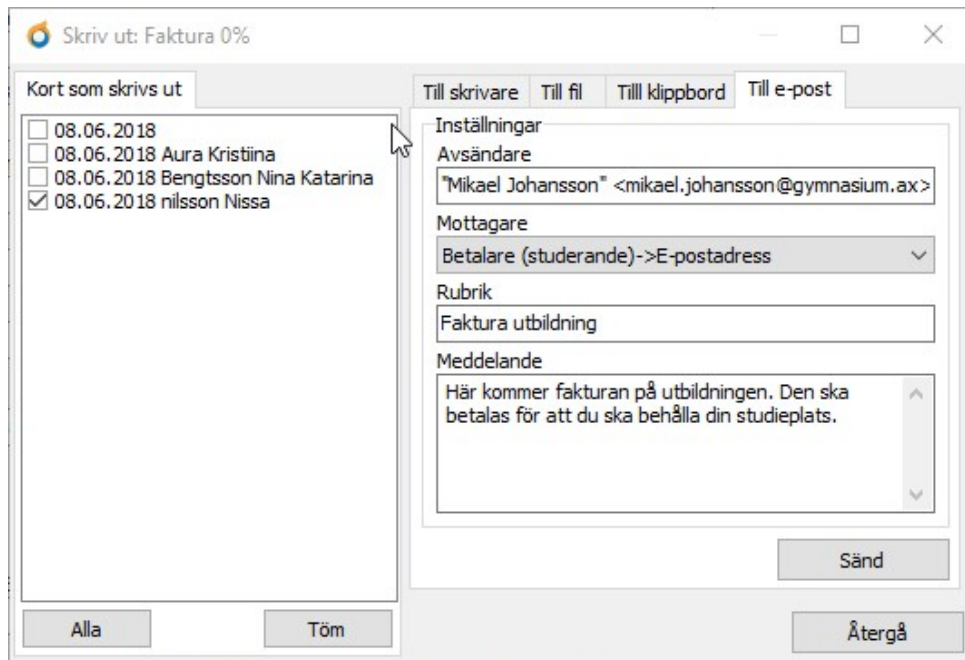 Skriv ut: Faktura 0%
Kort som skrivs ut
08.06.2018
08.06.2018 Aura Kristiina
08.06.2018 Bengtsson Nina Katarina
08.06.2018 nilsson Nissa
Alla
Töm
Till skrivare
Till fil
Tilll klippbord
Till e-post
Inställningar
Avsändare
"Mikael Johansson" <mikael.johansson@gymnasium.ax>
Mottagare
Betalare (studerande)->E-postadress
Rubrik
Faktura utbildning
Meddelande
Här kommer fakturan på utbildningen. Den ska
betalas för att du ska behålla din studieplats.
Sänd
Återgå